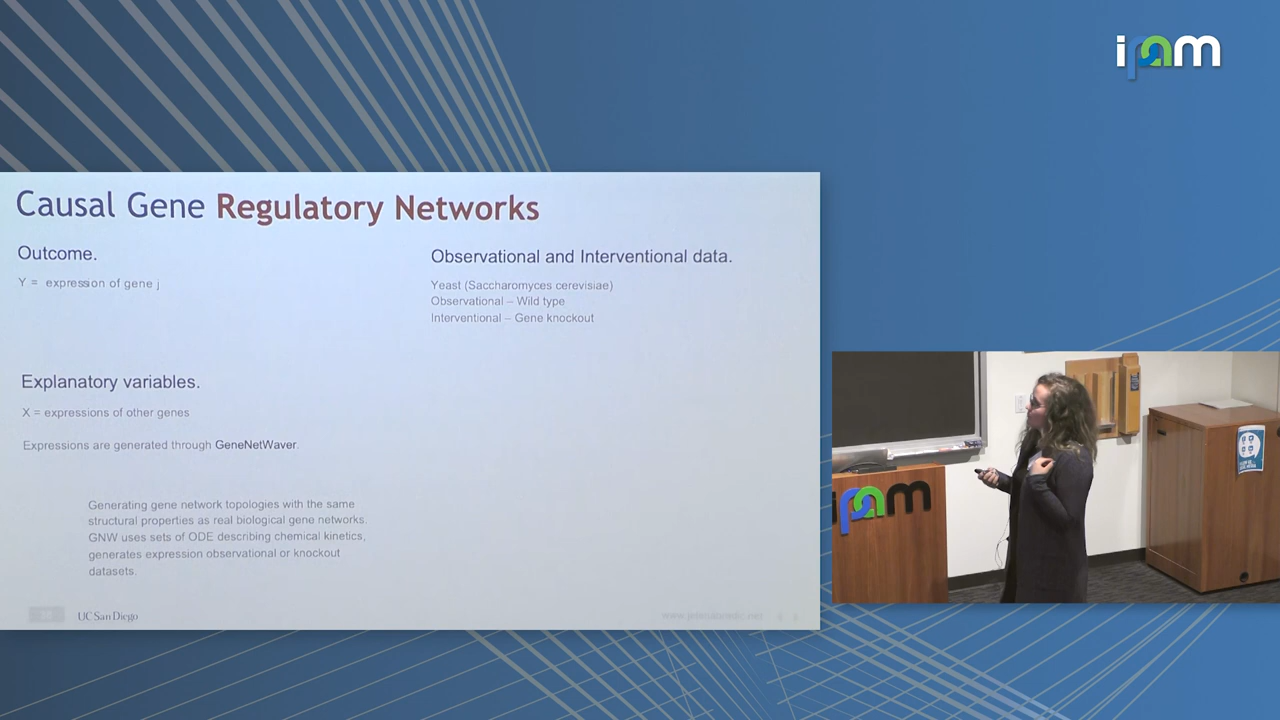 ipam
Causal Gene Regulatory Networks
Outcome.
Y = expression of gene j
Explanatory variables.
X = expressions of other genes
Expressions are generated through GeneNetWaver.
Generating gene network topologies with the same
structural properties as real biological gene networks.
GNW uses sets of ODE describing chemical kinetics,
generates expression observational or knockout
datasets.
Observational and Interventional data.
Yeast (Saccharomyces cerevisiae)
Observational – Wild type
Interventional – Gene knockout
UC San Diego
ipam